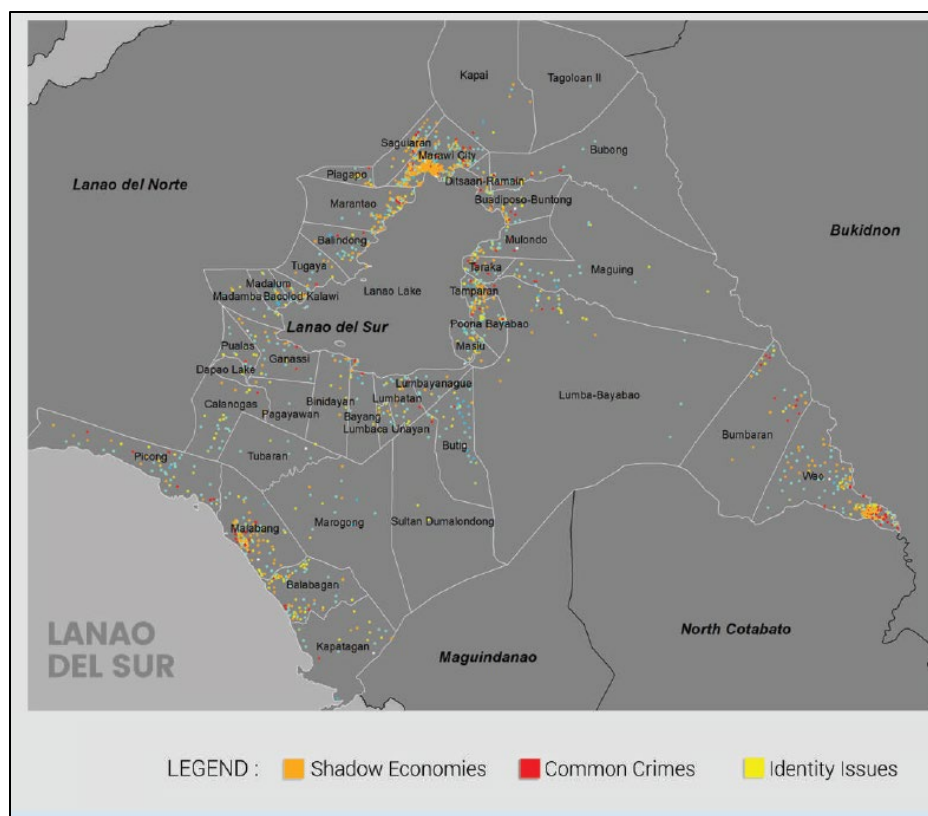 Kapai
Tagoloan II
Saguiaran
Marawi City
Bubong
Piagapo
Ditsaan-Ramain
Lanao del Norte
Buadiposo-Buntong
Marantao
Bukidnon
Balindong
Mulondo
Tugaya
Taraka
Maguing
Madalum
Lanao Lake
Tamparan
Madamba Bacolod Kalawi
Lanao del Sur
Poona Bayabao
Pualos
Masiu
Ganassi
Dapao Lake
Lumbayanague
Calanogas
Binidayan
Lumbatan
Lumba-Bayabao
Pagayawan
Bayang
Lumbaca Unayan
Bumbaran
Butig
Picong
Tubaran
Wao
Malabang
Marogong
Sultan Dumalondong
Balabagan
LANAO
DEL SUR
North Cotabato
Kapatagan
Maguindanao
LEGEND : Shadow Economies Common Crimes Identity Issues